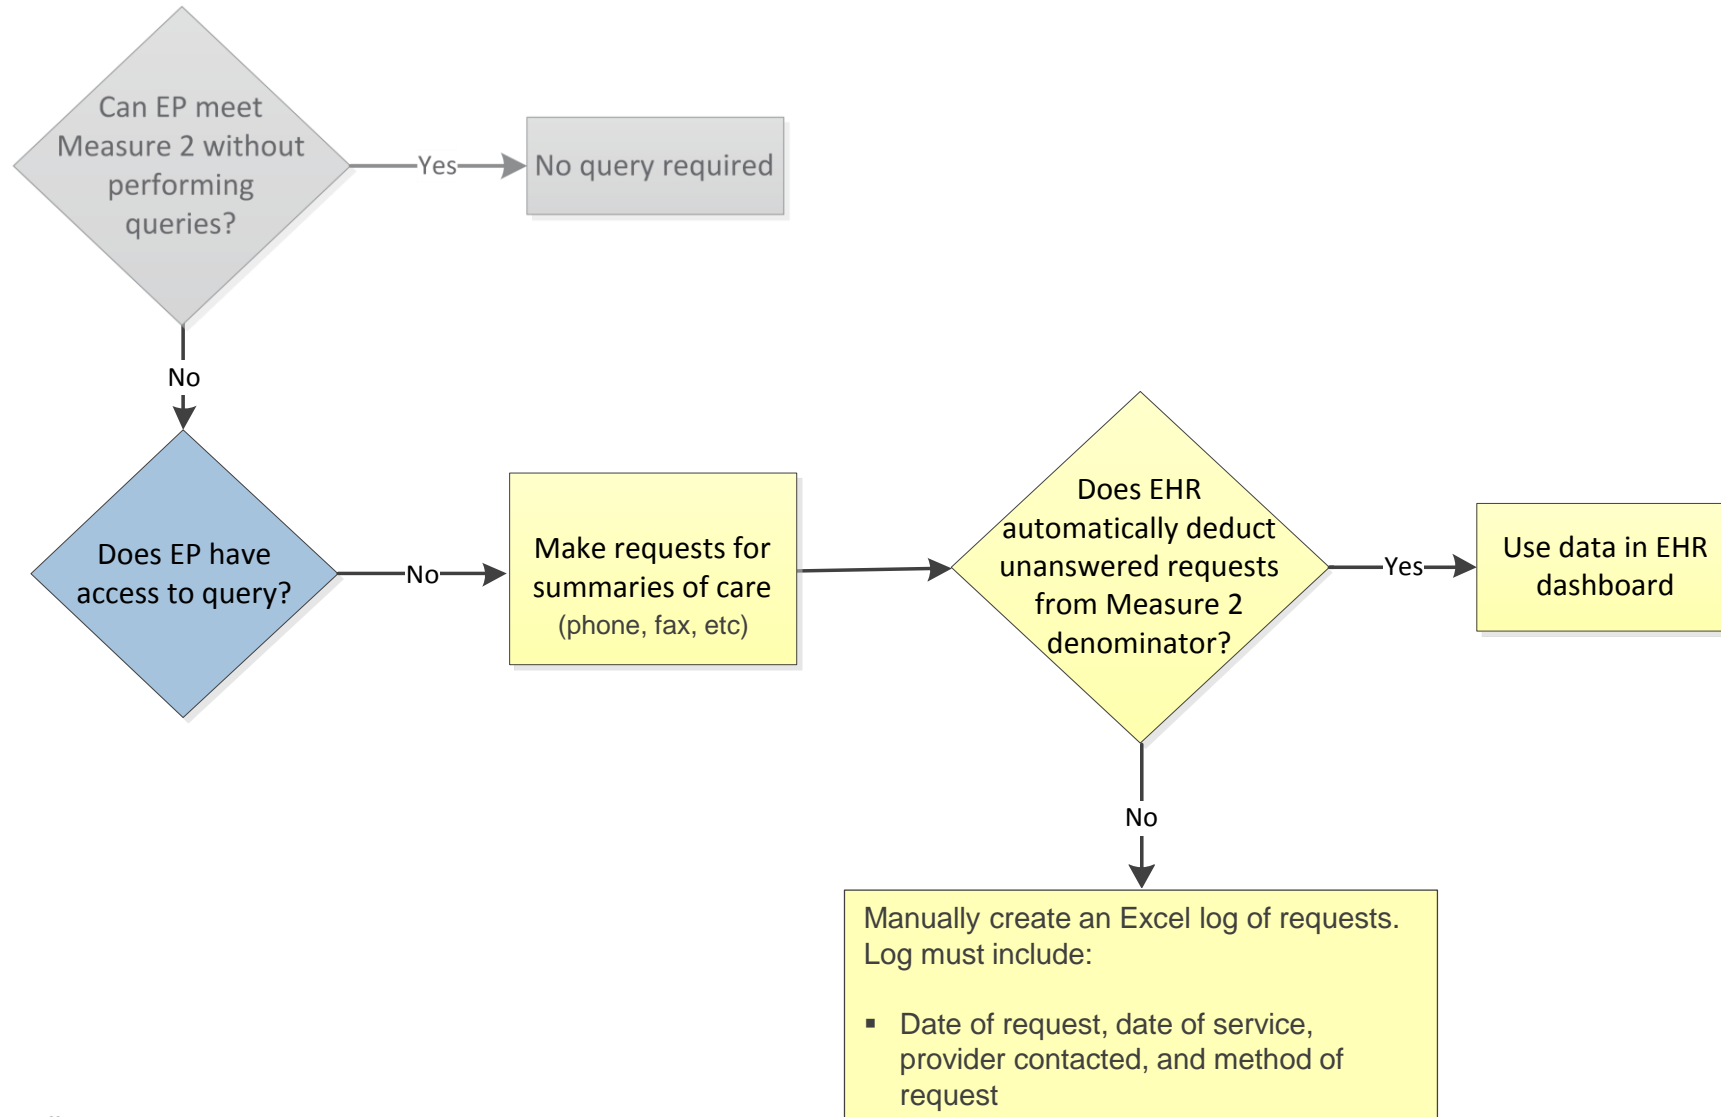 Can EP meet
Measure 2 without
performing
queries?
Yes
No query required
No
Does EP have
access to query?
No
Make requests for
summaries of care
(phone, fax, etc)
Does EHR
automatically deduct
unanswered requests
from Measure 2
denominator?
Yes
Use data in EHR
dashboard
No
Manually create an Excel log of requests.
Log must include:
▪ Date of request, date of service,
provider contacted, and method of
request